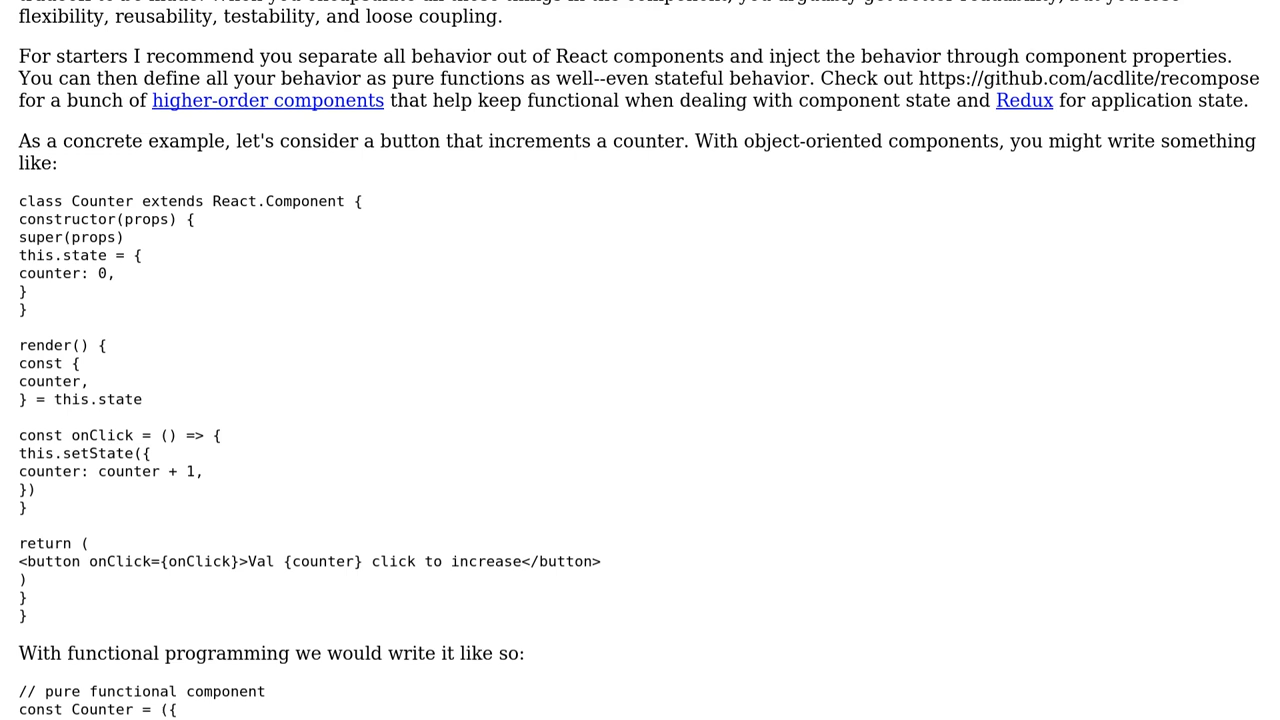 flexibility, reusability, testability, and loose coupling.
For starters I recommend you separate all behavior out of React components and inject the behavior through component properties.
You can then define all your behavior as pure functions as well--even stateful behavior. Check out https://github.com/acdlite/recompose
for a bunch of higher-order components that help keep functional when dealing with component state and Redux for application state.
As a concrete example, let's consider a button that increments a counter. With object-oriented components, you might write something
like:
class Counter extends React.Component {
constructor(props) {
super(props)
this.state = {
counter: 0,
}
}
render() {
const {
counter,
} = this.state
const onClick = () => {
this.setState({
counter: counter + 1,
})
}
return (
<button onClick={onClick}>Val {counter} click to increase</button>
)
}
}
With functional programming we would write it like so:
// pure functional component
const Counter = ({